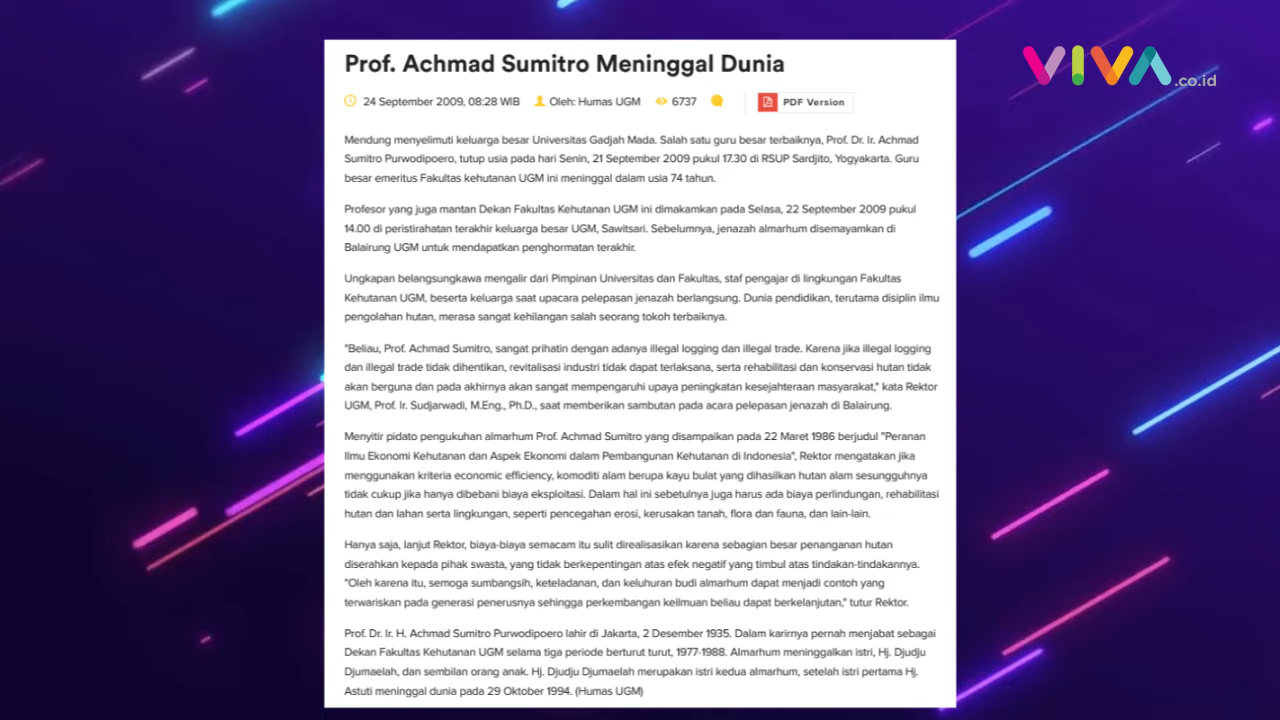 VIVA.co.id
Prof. Achmad Sumitro Meninggal Dunia
24 September 2009, 08:28 WIB Oleh: Humas UGM 6737 PDF Version
Mendung menyelimuti keluarga besar Universitas Gadjah Mada. Salah satu guru besar terbaiknya, Prof. Dr. Ir. Achmad
Sumitro Purwodipoero, tutup usia pada hari Senin, 21 September 2009 pukul 17.30 di RSUP Sardjito, Yogyakarta. Guru
besar emeritus Fakultas kehutanan UGM ini meninggal dalam usia 74 tahun.
Profesor yang juga mantan Dekan Fakultas Kehutanan UGM ini dimakamkan pada Selasa, 22 September 2009 pukul
14.00 di peristirahatan terakhir keluarga besar UGM, Sawitsari. Sebelumnya, jenazah almarhum disemayamkan di
Balairung UGM untuk mendapatkan penghormatan terakhir.
Ungkapan belangsungkawa mengalir dari Pimpinan Universitas dan Fakultas, staf pengajar di lingkungan Fakultas
Kehutanan UGM, beserta keluarga saat upacara pelepasan jenazah berlangsung. Dunia pendidikan, terutama disiplin ilmu
pengolahan hutan, merasa sangat kehilangan salah seorang tokoh terbaiknya.
"Beliau, Prof. Achmad Sumitro, sangat prihatin dengan adanya illegal logging dan illegal trade. Karena jika illegal logging
dan illegal trade tidak dihentikan, revitalisasi industri tidak dapat terlaksana, serta rehabilitasi dan konservasi hutan tidak
akan berguna dan pada akhirnya akan sangat mempengaruhi upaya peningkatan kesejahteraan masyarakat," kata Rektor
UGM, Prof. Ir. Sudjarwadi, M.Eng., Ph.D., saat memberikan sambutan pada acara pelepasan jenazah di Balairung.
Menyitir pidato pengukuhan almarhum Prof. Achmad Sumitro yang disampaikan pada 22 Maret 1986 berjudul "Peranan
Ilmu Ekonomi Kehutanan dan Aspek Ekonomi dalam Pembangunan Kehutanan di Indonesia", Rektor mengatakan jika
menggunakan kriteria economic efficiency, komoditi alam berupa kayu bulat yang dihasilkan hutan alam sesungguhnya
tidak cukup jika hanya dibebani biaya eksploitasi. Dalam hal ini sebetulnya juga harus ada biaya perlindungan, rehabilitasi
hutan dan lahan serta lingkungan, seperti pencegahan erosi, kerusakan tanah, flora dan fauna, dan lain-lain.
Hanya saja, lanjut Rektor, biaya-biaya semacam itu sulit direalisasikan karena sebagian besar penanganan hutan
diserahkan kepada pihak swasta, yang tidak berkepentingan atas efek negatif yang timbul atas tindakan-tindakannya.
"Oleh karena itu, semoga sumbangsih, keteladanan, dan keluhuran budi almarhum dapat menjadi contoh yang
terwariskan pada generasi penerusnya sehingga perkembangan keilmuan beliau dapat berkelanjutan," tutur Rektor.
Prof. Dr. Ir. H. Achmad Sumitro Purwodipoero lahir di Jakarta, 2 Desember 1935. Dalam karirnya pernah menjabat sebagai
Dekan Fakultas Kehutanan UGM selama tiga periode berturut turut, 1977-1988. Almarhum meninggalkan istri, Hj. Djudju
Djumaelah, dan sembilan orang anak. Hj. Djudju Djumaelah merupakan istri kedua almarhum, setelah istri pertama Hj.
Astuti meninggal dunia pada 29 Oktober 1994. (Humas UGM)